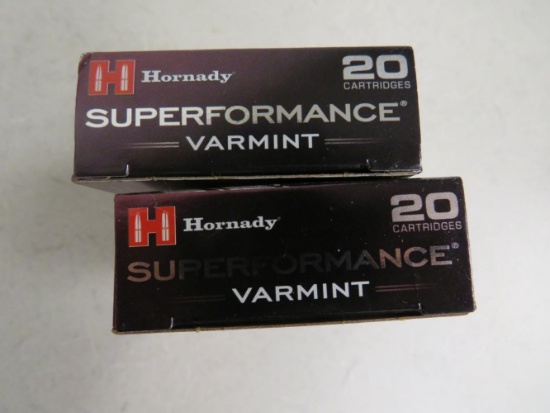 H Hornady 20
CARTRIDGES
SUPERFORMANCE®
VARMINT
H Hornady 20
CARTRIDGES
SUPERFORMANCE®
VARMINT